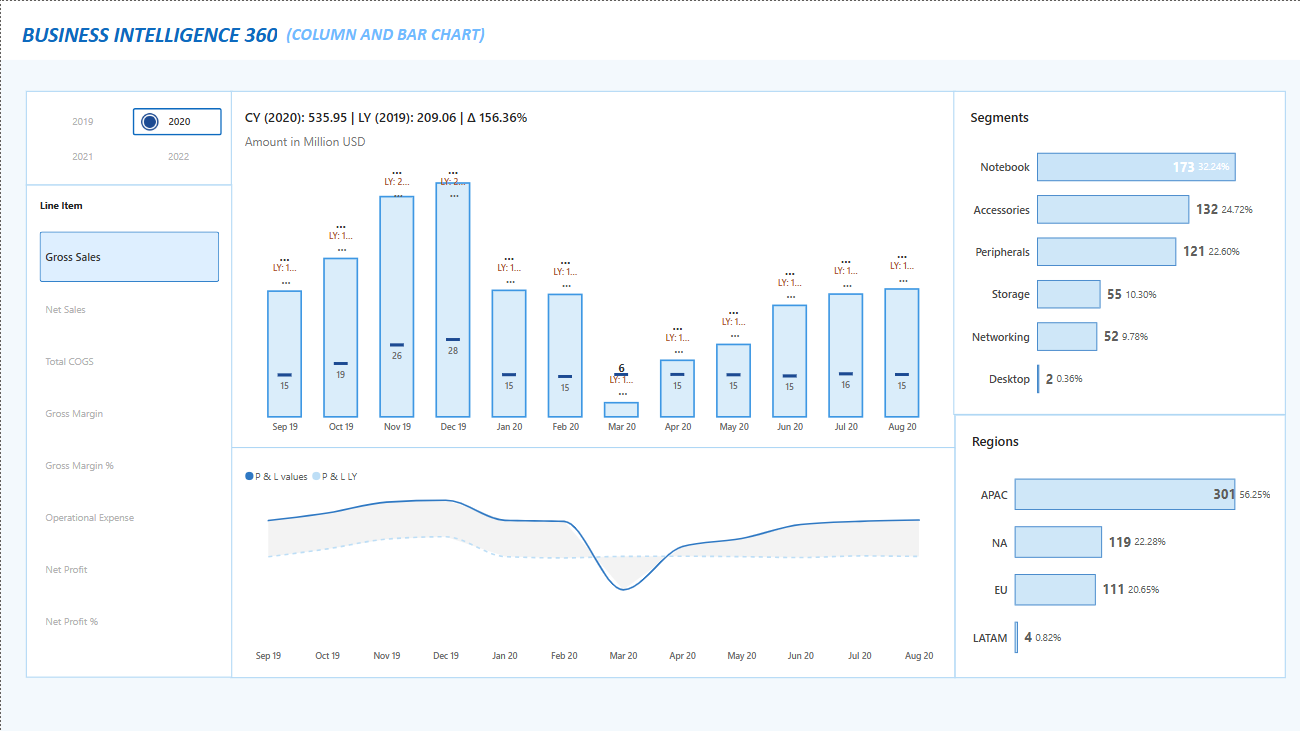 BUSINESS INTELLIGENCE 360 (COLUMN AND BAR CHART)
2019 2020
2021 2022
Line Item
Gross Sales
Net Sales
Total COGS
Gross Margin
Gross Margin %
Operational Expense
Net Profit
Net Profit %
CY (2020): 535.95 | LY (2019): 209.06 | Δ 156.36%
Amount in Million USD
... ... ... ... ... ... 6 ... ... ... ... ...
LY: 1... LY: 1... LY: 2... LY: 2... LY: 1... LY: 1... LY: 1... LY: 1... LY: 1... LY: 1... LY: 1... LY: 1...
... ... ... ... ... ... ... ... ... ... ... ...
15 19 26 28 15 15 15 15 15 16 15
Sep 19 Oct 19 Nov 19 Dec 19 Jan 20 Feb 20 Mar 20 Apr 20 May 20 Jun 20 Jul 20 Aug 20
P & L values P & L LY
Sep 19 Oct 19 Nov 19 Dec 19 Jan 20 Feb 20 Mar 20 Apr 20 May 20 Jun 20 Jul 20 Aug 20
Segments
Notebook 173 32.24%
Accessories 132 24.72%
Peripherals 121 22.60%
Storage 55 10.30%
Networking 52 9.78%
Desktop 2 0.36%
Regions
APAC 301 56.25%
NA 119 22.28%
EU 111 20.65%
LATAM 4 0.82%